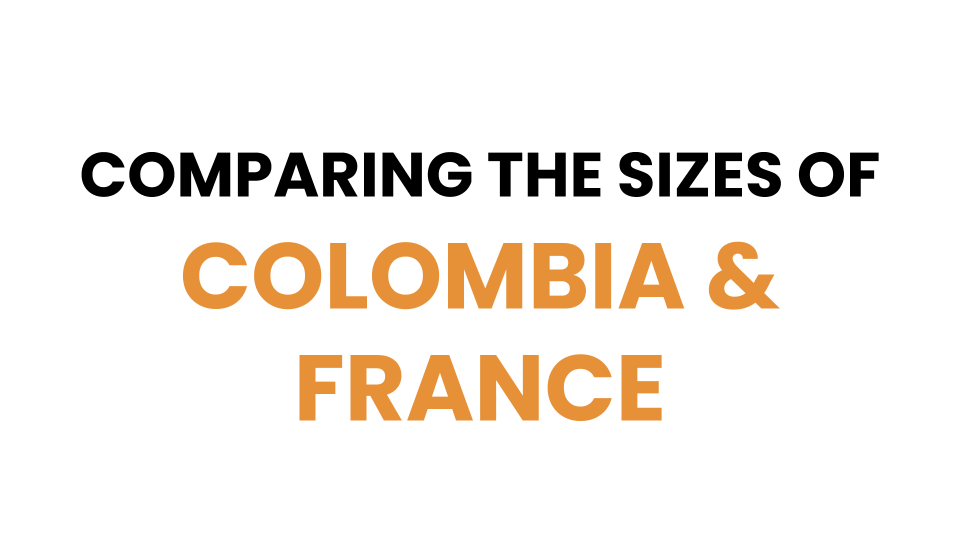 COMPARING THE SIZES OF
COLOMBIA &
FRANCE